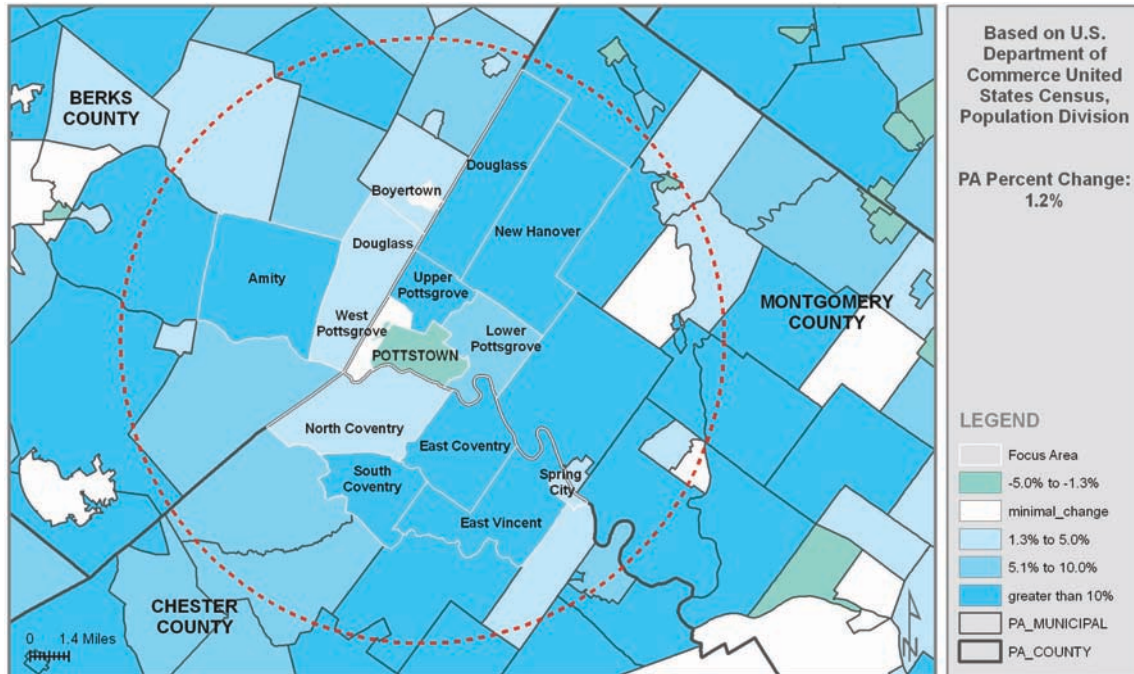 BERKS
COUNTY
Boyertown
Douglass
Douglass
New Hanover
Amity
Upper
Pottsgrove
West
Pottsgrove
Lower
Pottsgrove
POTTSTOWN
MONTGOMERY
COUNTY
North Coventry
East Coventry
South
Coventry
Spring
City
East Vincent
CHESTER
COUNTY
0 1.4 Miles
N
Based on U.S.
Department of
Commerce United
States Census,
Population Division
PA Percent Change:
1.2%
LEGEND
Focus Area
-5.0% to -1.3%
minimal_change
1.3% to 5.0%
5.1% to 10.0%
greater than 10%
PA_MUNICIPAL
PA_COUNTY